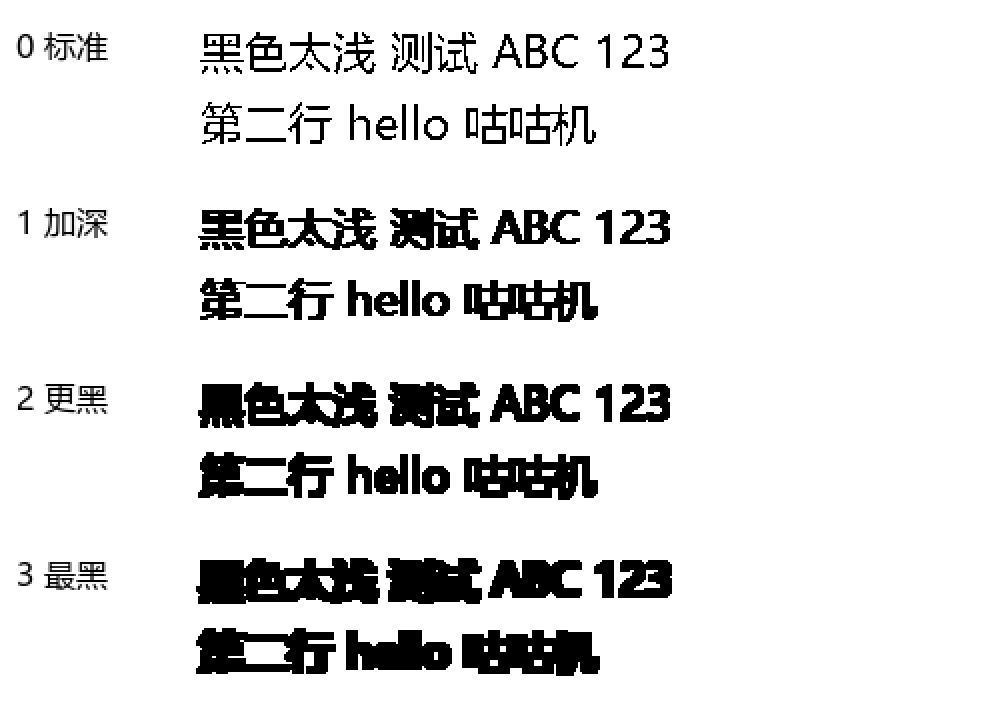 0 标准 黑色太浅 测试 ABC 123
第二行 hello 咕咕机
1 加深 黑色太浅 测试 ABC 123
第二行 hello 咕咕机
2 更黑 黑色太浅 测试 ABC 123
第二行 hello 咕咕机
3 最黑 黑色太浅 测试 ABC 123
第二行 hello 咕咕机